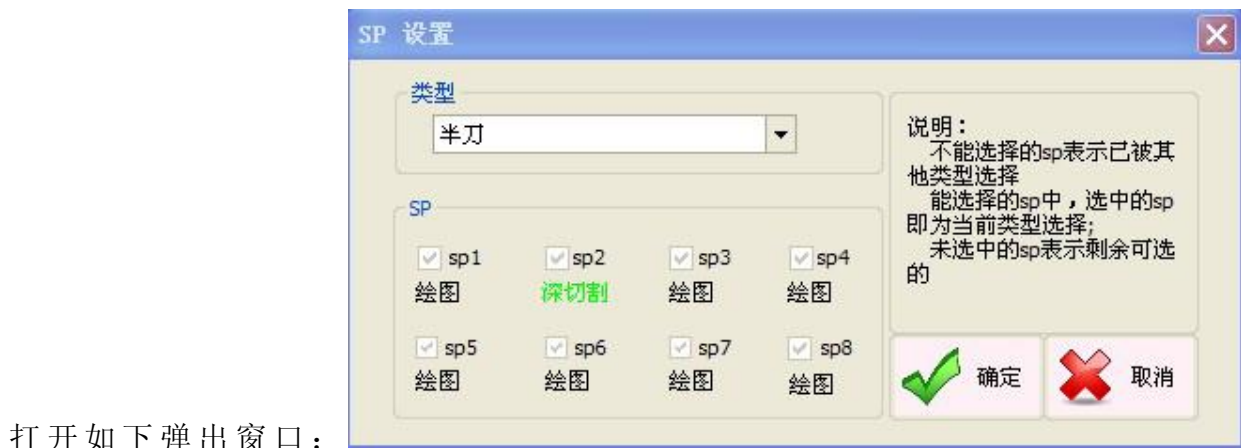 SP 设置
类型
半刀
SP
sp1 sp2 sp3 sp4
绘图 深切割 绘图 绘图
sp5 sp6 sp7 sp8
绘图 绘图 绘图 绘图
说明：
不能选择的sp表示已被其
他类型选择
能选择的sp中，选中的sp
即为当前类型选择;
未选中的sp表示剩余可选
的
确定 取消
打开如下弹出窗口：